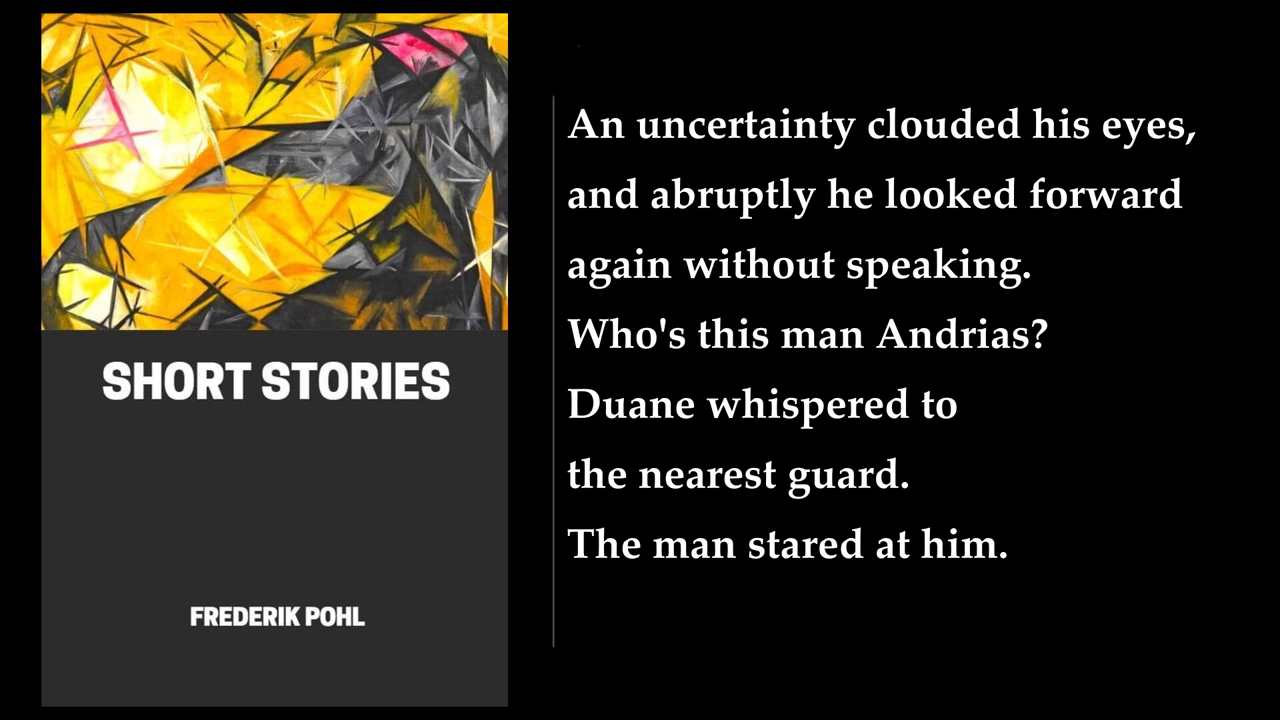 SHORT STORIES
FREDERIK POHL
An uncertainty clouded his eyes,
and abruptly he looked forward
again without speaking.
Who's this man Andrias?
Duane whispered to
the nearest guard.
The man stared at him.